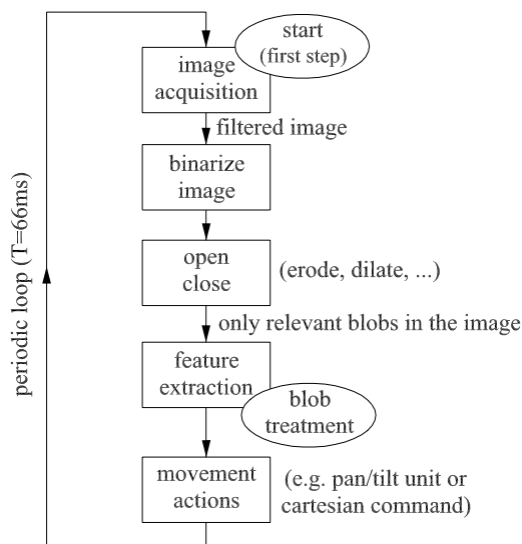 start
(first step)
image
acquisition
filtered image
binarize
image
open
close
(erode, dilate, ...)
only relevant blobs in the image
feature
extraction
blob
treatment
movement
actions
(e.g. pan/tilt unit or
cartesian command)
periodic loop (T=66ms)